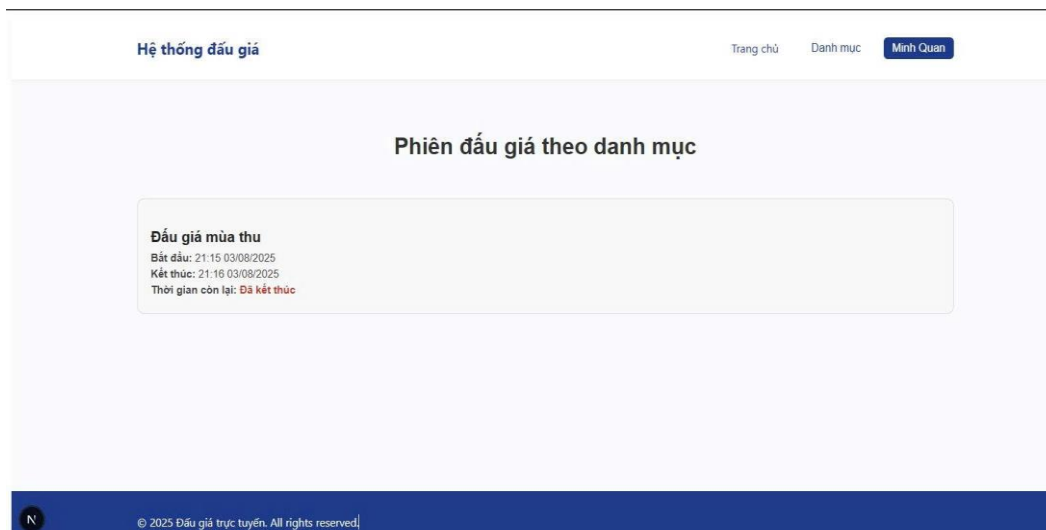 Hệ thống đấu giá
Trang chủ Danh mục Minh Quan
Phiên đấu giá theo danh mục
Đấu giá mùa thu
Bắt đầu: 21:15 03/08/2025
Kết thúc: 21:16 03/08/2025
Thời gian còn lại: Đã kết thúc
N
© 2025 Đấu giá trực tuyến. All rights reserved.